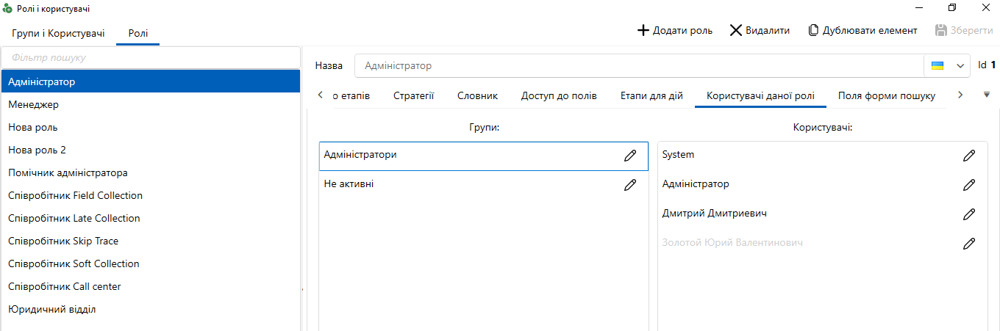 Ролі і користувачі
Групи і Користувачі Ролі
Додати роль Видалити Дублювати елемент Зберегти
Фільтр пошуку
Адміністратор
Менеджер
Нова роль
Нова роль 2
Помічник адміністратора
Співробітник Field Collection
Співробітник Late Collection
Співробітник Skip Trace
Співробітник Soft Collection
Співробітник Call center
Юридичний відділ
Назва Адміністратор Id 1
о етапів Стратегії Словник Доступ до полів Етапи для дій Користувачі даної ролі Поля форми пошуку
Групи:
Адміністратори
Не активні
Користувачі:
System
Адміністратор
Дмитрий Дмитриевич
Золотой Юрий Валентинович